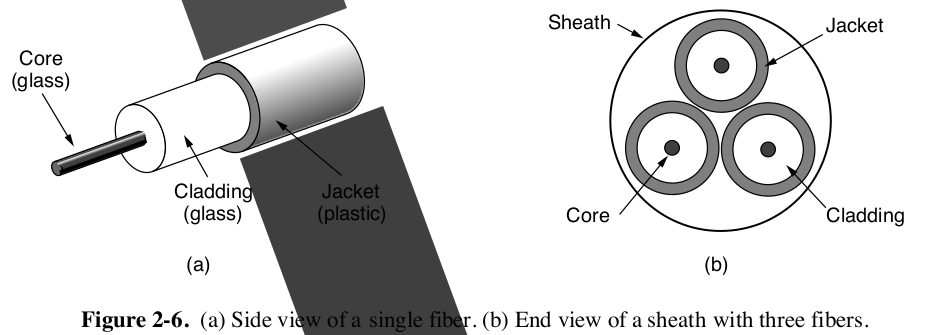 Core
(glass)
Cladding
(glass)
Jacket
(plastic)
(a)
Sheath
Jacket
Core
Cladding
(b)
Figure 2-6. (a) Side view of a single fiber. (b) End view of a sheath with three fibers.